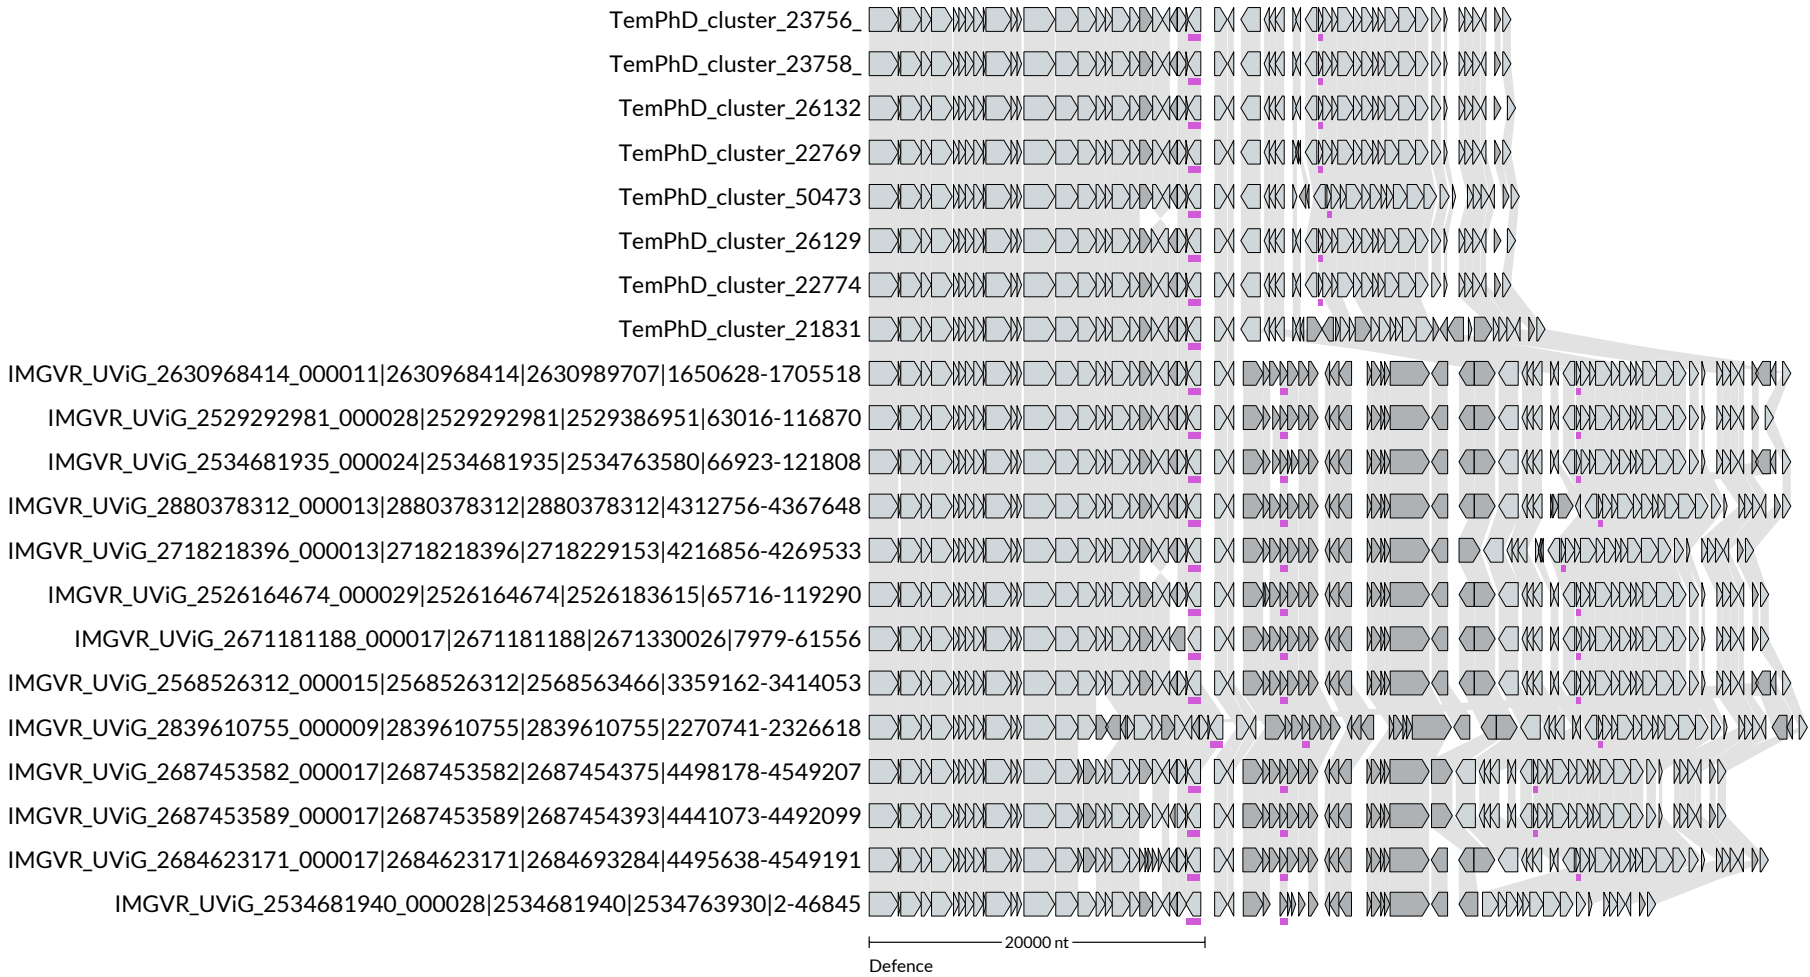 TemPhD_cluster_23756_
TemPhD_cluster_23758_
TemPhD_cluster_26132
TemPhD_cluster_22769
TemPhD_cluster_50473
TemPhD_cluster_26129
TemPhD_cluster_22774
TemPhD_cluster_21831
IMGVR_UViG_2630968414_000011|2630968414|2630989707|1650628-1705518
IMGVR_UViG_2529292981_000028|2529292981|2529386951|63016-116870
IMGVR_UViG_2534681935_000024|2534681935|2534763580|66923-121808
IMGVR_UViG_2880378312_000013|2880378312|2880378312|4312756-4367648
IMGVR_UViG_2718218396_000013|2718218396|2718229153|4216856-4269533
IMGVR_UViG_2526164674_000029|2526164674|2526183615|65716-119290
IMGVR_UViG_2671181188_000017|2671181188|2671330026|7979-61556
IMGVR_UViG_2568526312_000015|2568526312|2568563466|3359162-3414053
IMGVR_UViG_2839610755_000009|2839610755|2839610755|2270741-2326618
IMGVR_UViG_2687453582_000017|2687453582|2687454375|4498178-4549207
IMGVR_UViG_2687453589_000017|2687453589|2687454393|4441073-4492099
IMGVR_UViG_2684623171_000017|2684623171|2684693284|4495638-4549191
IMGVR_UViG_2534681940_000028|2534681940|2534763930|2-46845
20000 nt
Defence